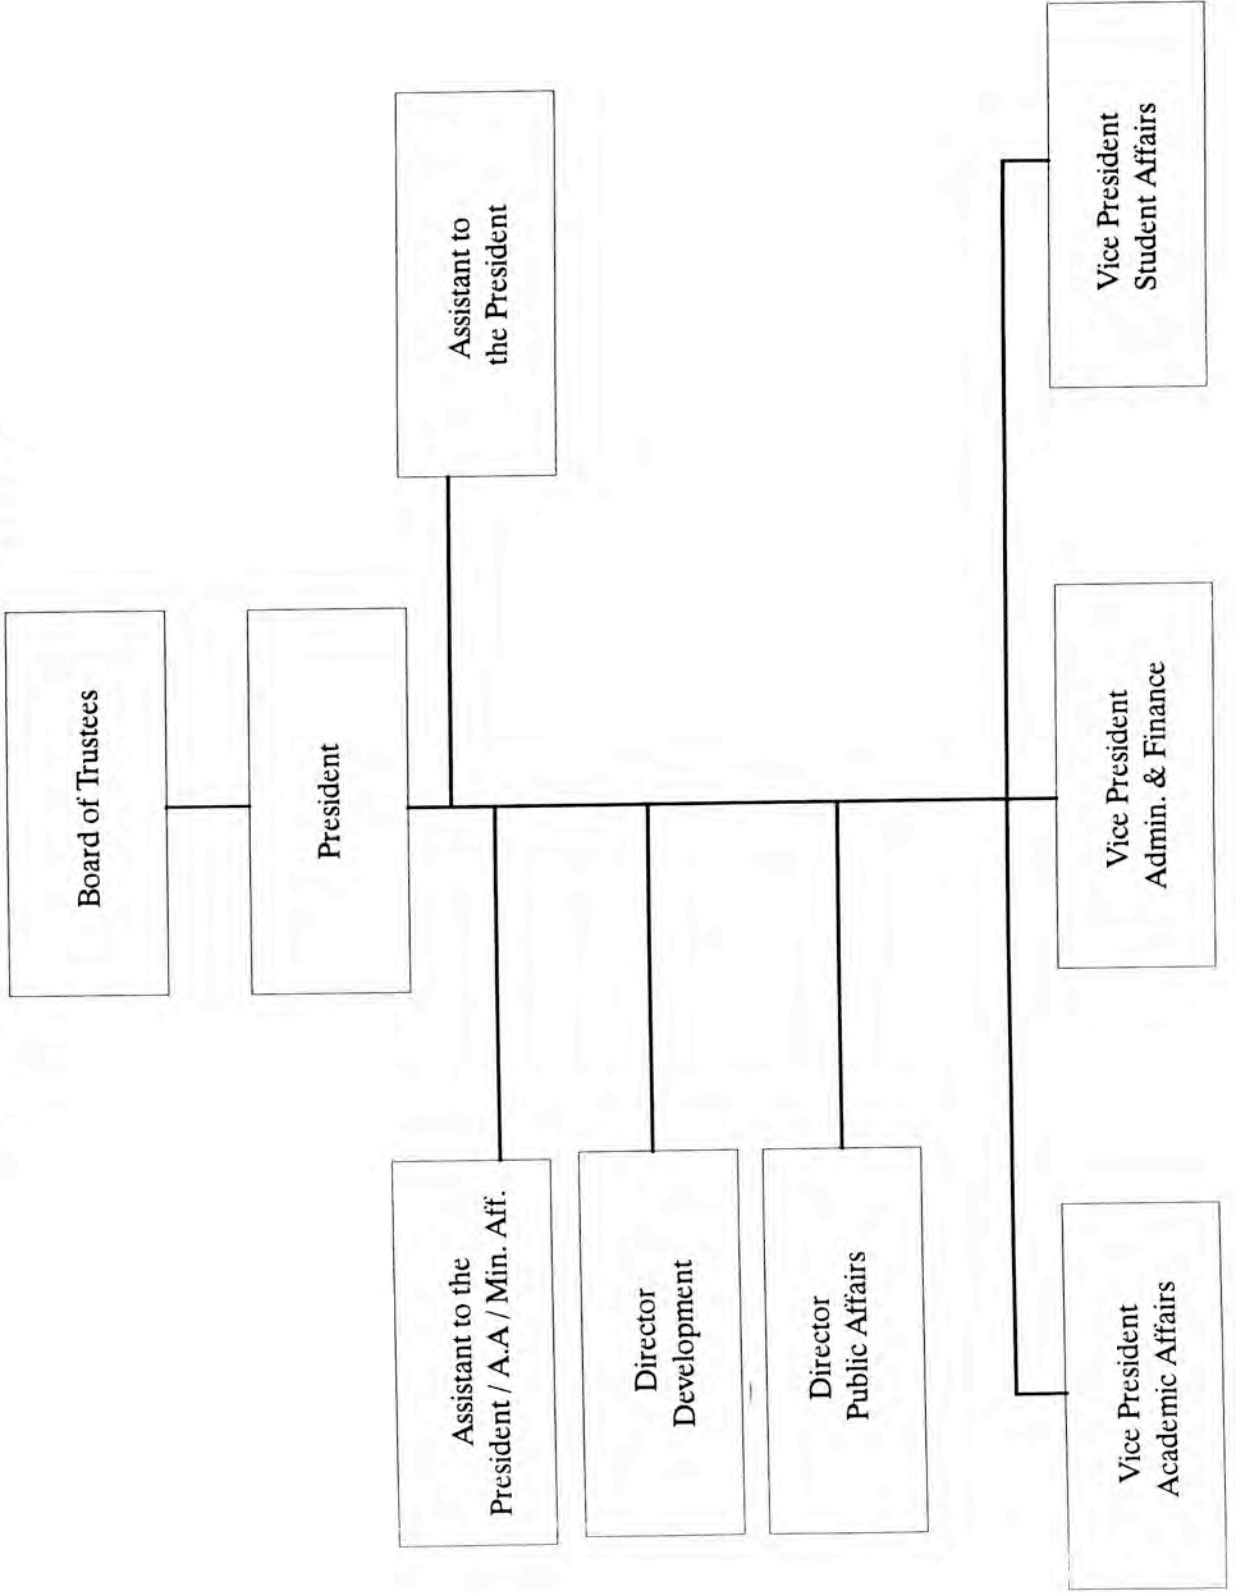 Board of Trustees
President
Assistant to
the President
Assistant to the
President / A.A / Min. Aff.
Director
Development
Director
Public Affairs
Vice President
Academic Affairs
Vice President
Admin. & Finance
Vice President
Student Affairs